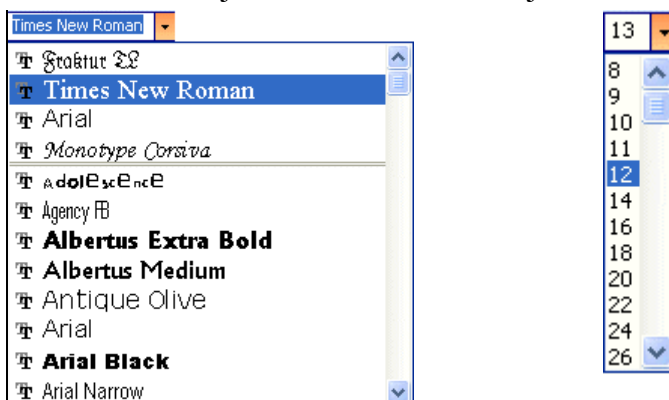 Times New Roman
Fraktur TL
Times New Roman
Arial
Monotype Corsiva
Adolescence
Agency FB
Albertus Extra Bold
Albertus Medium
Antique Olive
Arial
Arial Black
Arial Narrow
13
8
9
10
11
12
14
16
18
20
22
24
26